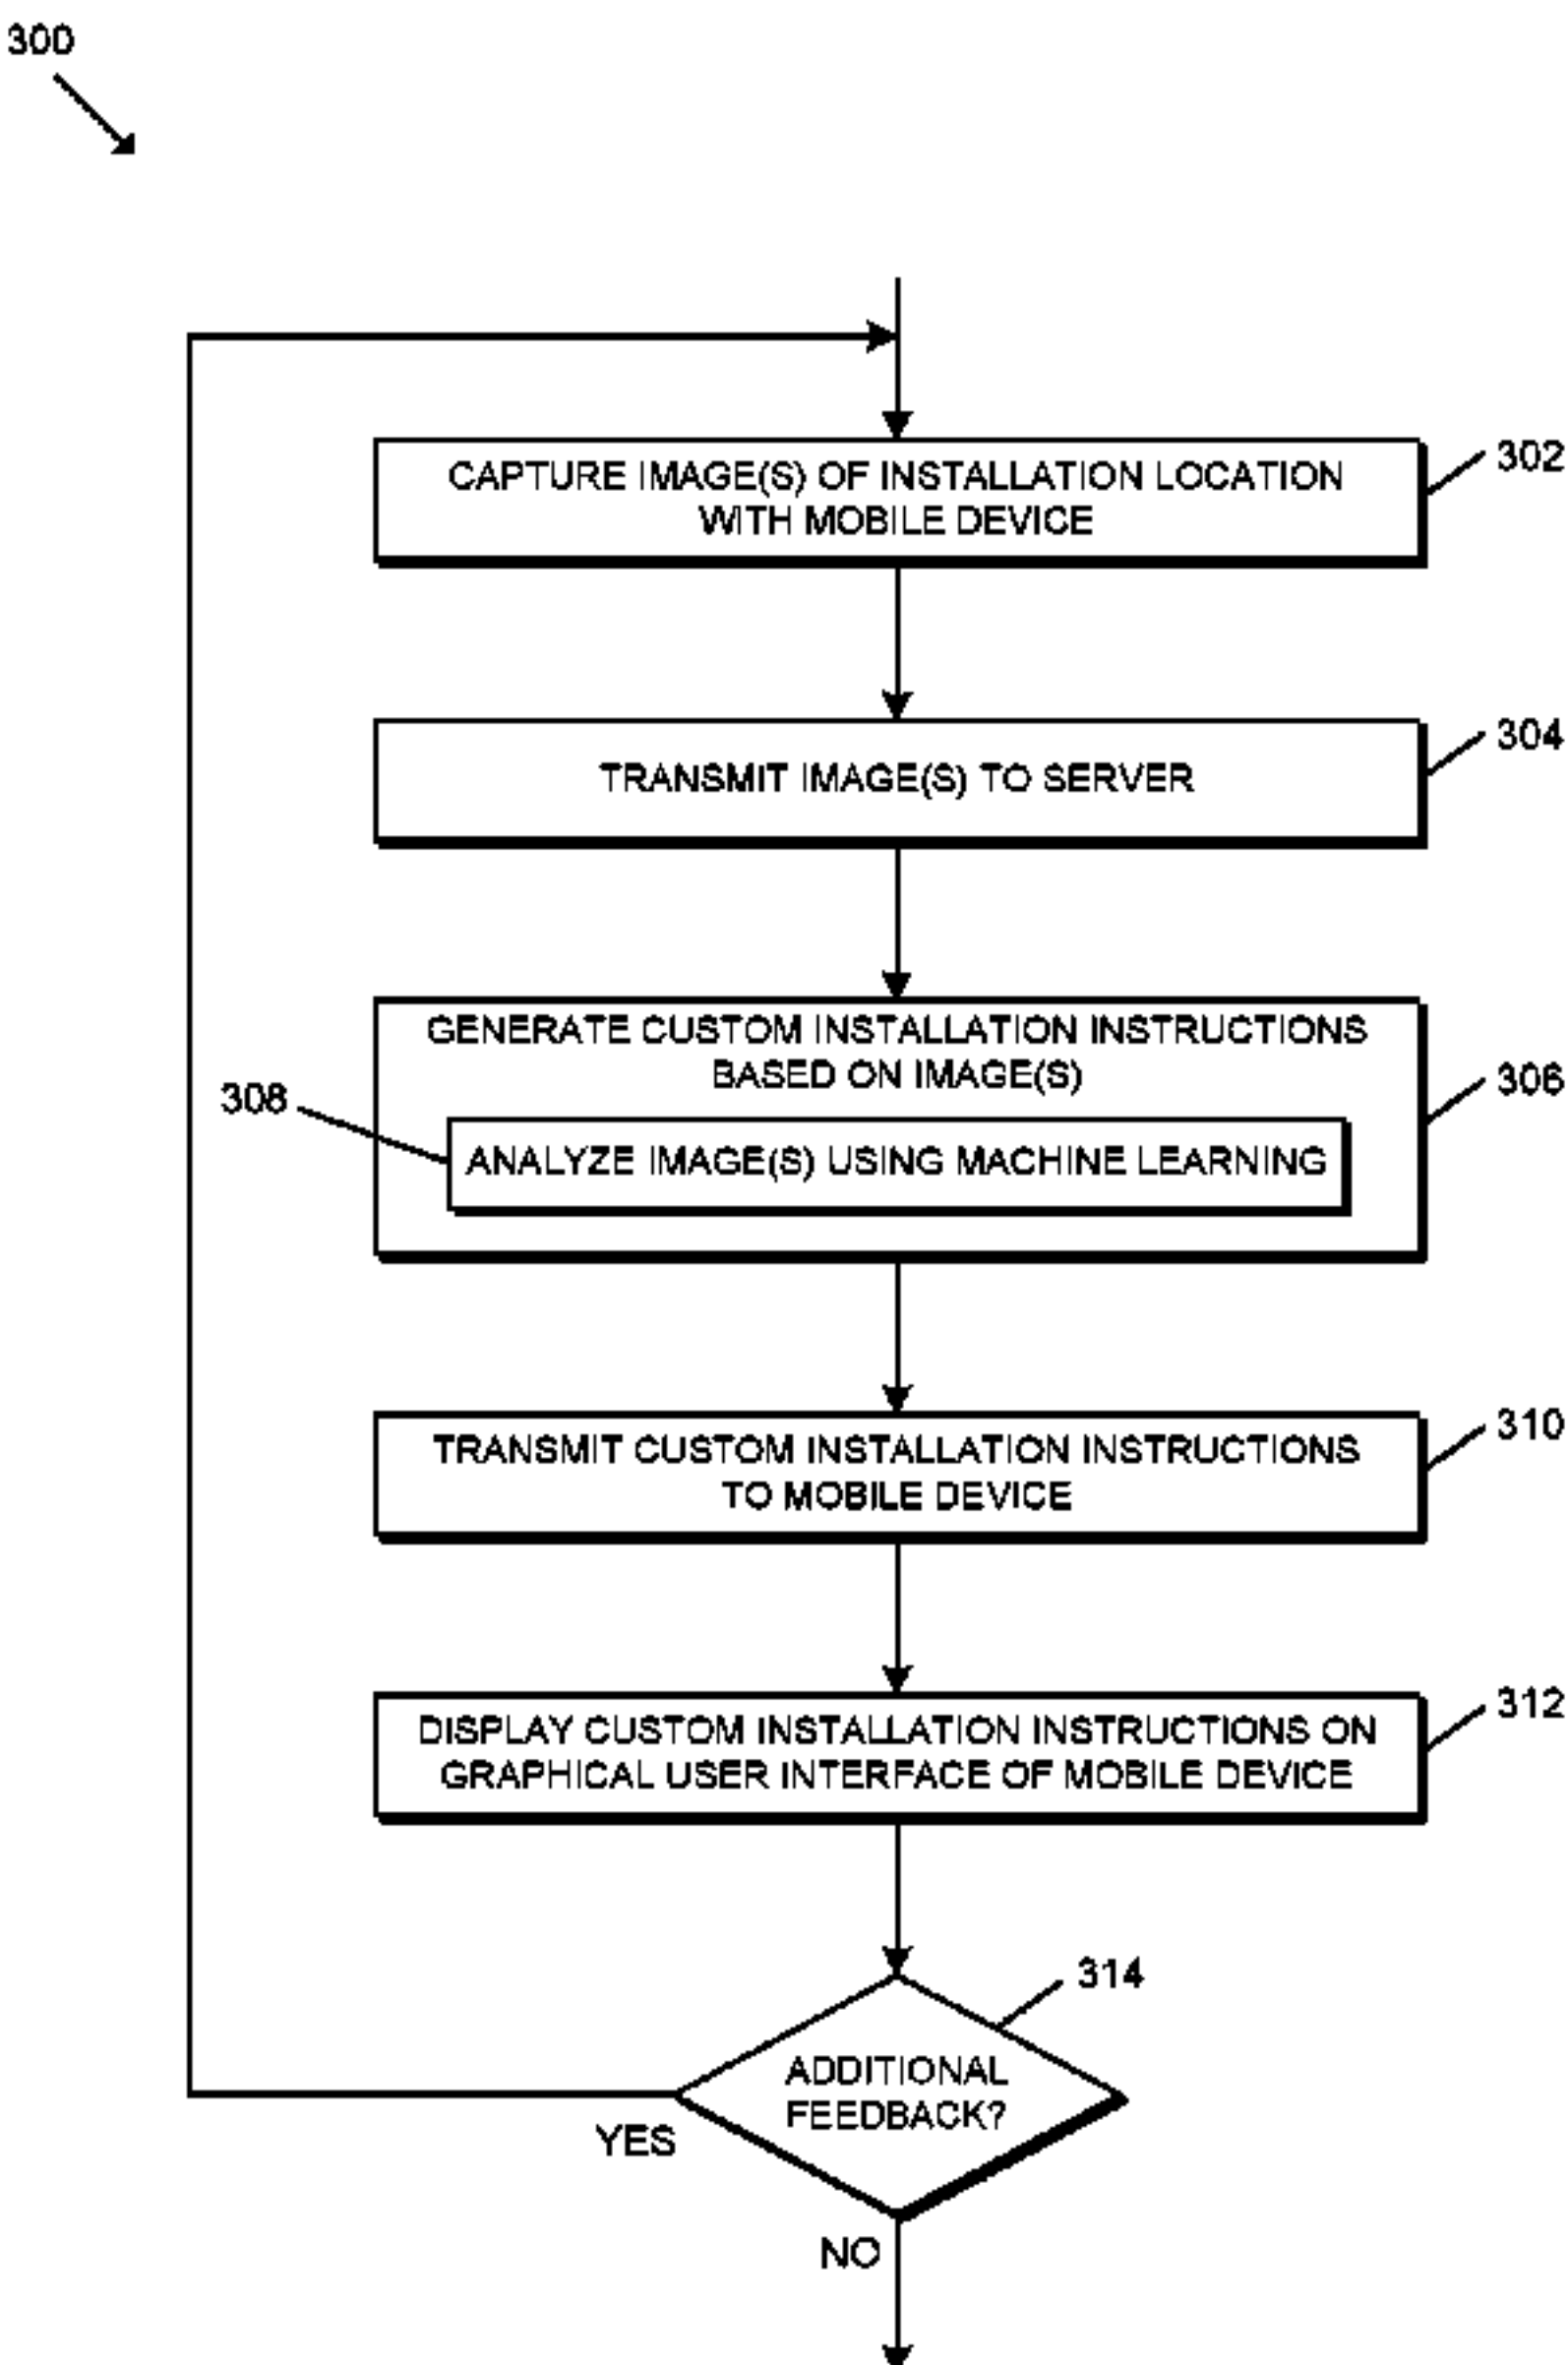 300
CAPTURE IMAGE(S) OF INSTALLATION LOCATION
WITH MOBILE DEVICE
302
TRANSMIT IMAGE(S) TO SERVER
304
GENERATE CUSTOM INSTALLATION INSTRUCTIONS
BASED ON IMAGE(S)
306
308
ANALYZE IMAGE(S) USING MACHINE LEARNING
TRANSMIT CUSTOM INSTALLATION INSTRUCTIONS
TO MOBILE DEVICE
310
DISPLAY CUSTOM INSTALLATION INSTRUCTIONS ON
GRAPHICAL USER INTERFACE OF MOBILE DEVICE
312
314
ADDITIONAL
FEEDBACK?
YES
NO